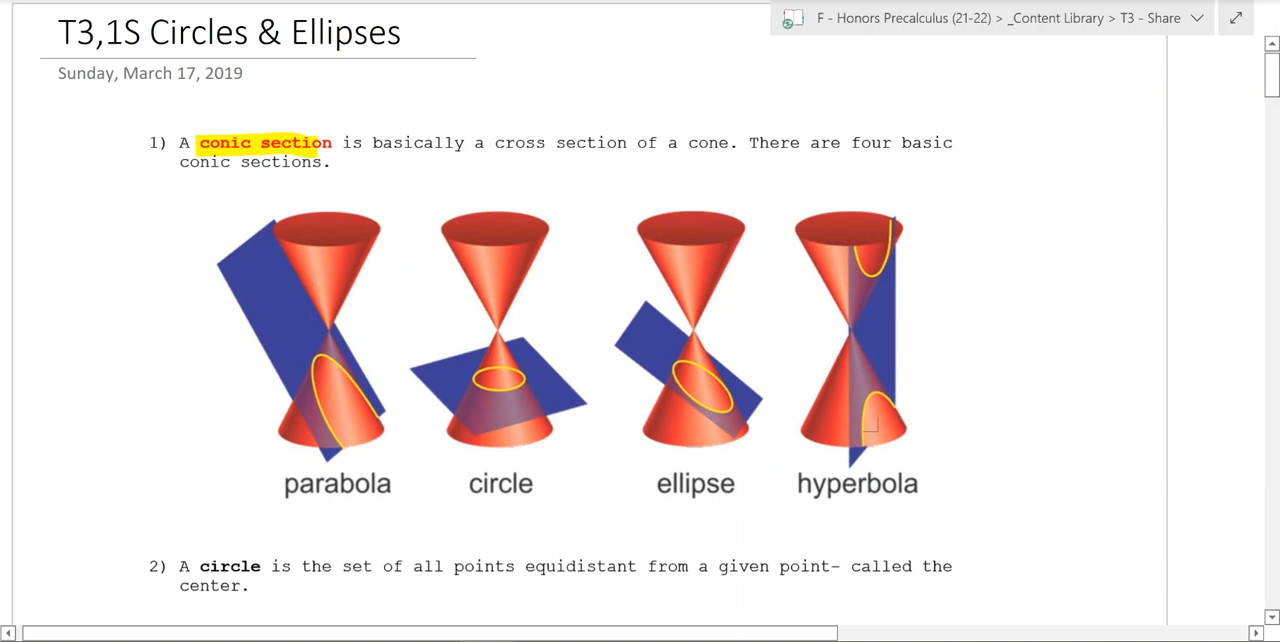 F - Honors Precalculus (21-22) > _Content Library > T3 - Share
T3,1S Circles & Ellipses
Sunday, March 17, 2019
1) A conic section is basically a cross section of a cone. There are four basic
conic sections.
parabola circle ellipse hyperbola
2) A circle is the set of all points equidistant from a given point- called the
center.